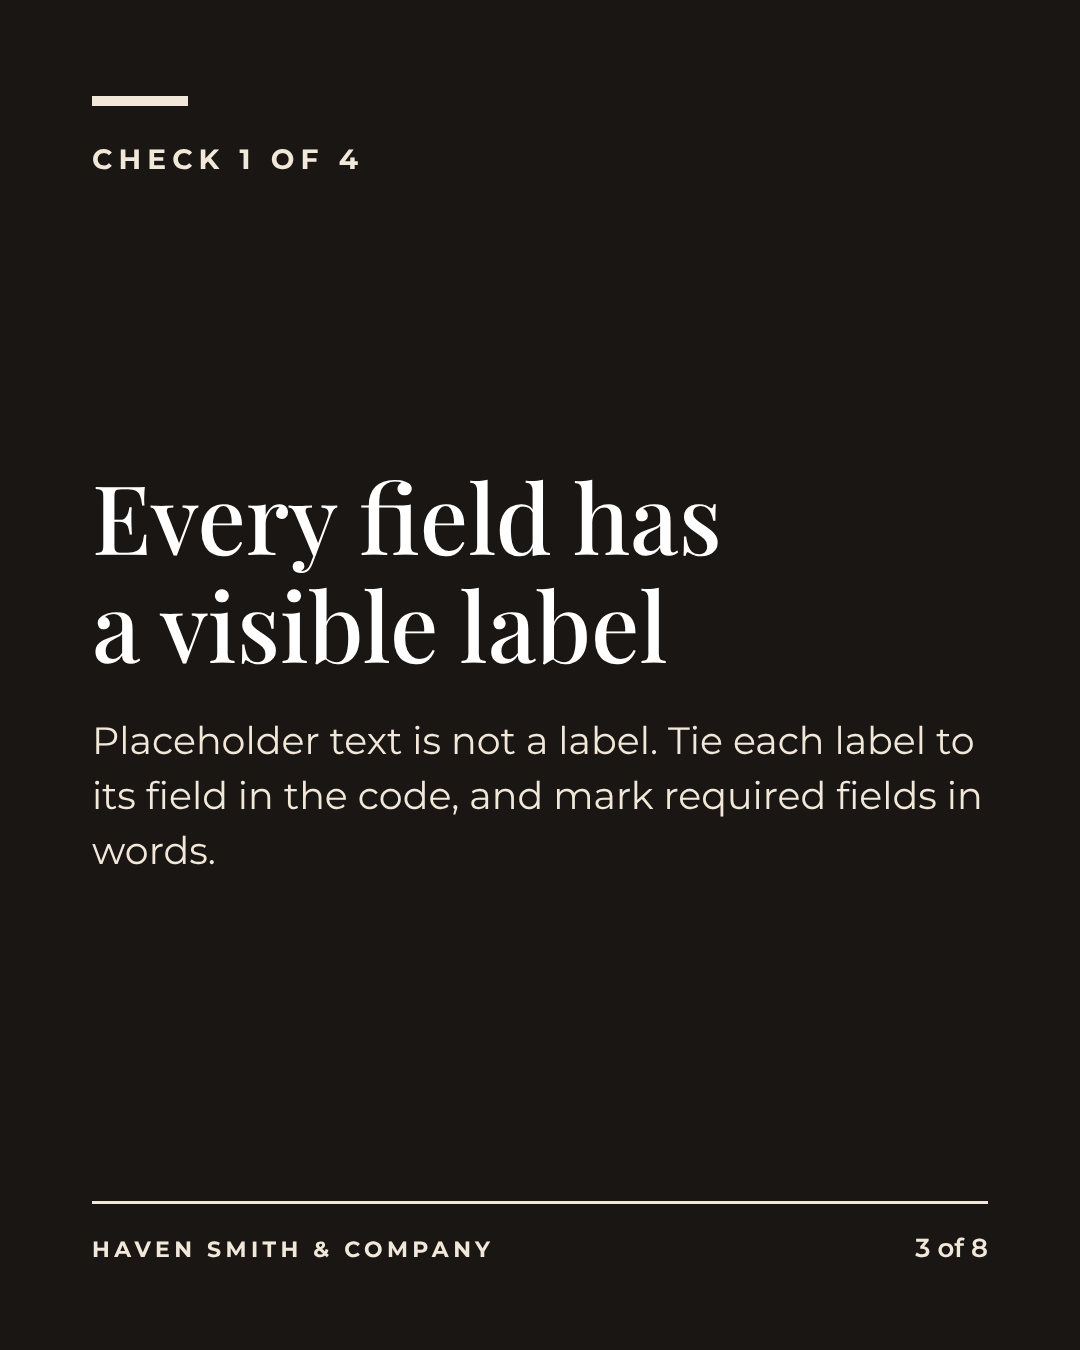 CHECK 1 OF 4
Every field has
a visible label
Placeholder text is not a label. Tie each label to
its field in the code, and mark required fields in
words.
HAVEN SMITH & COMPANY
3 of 8